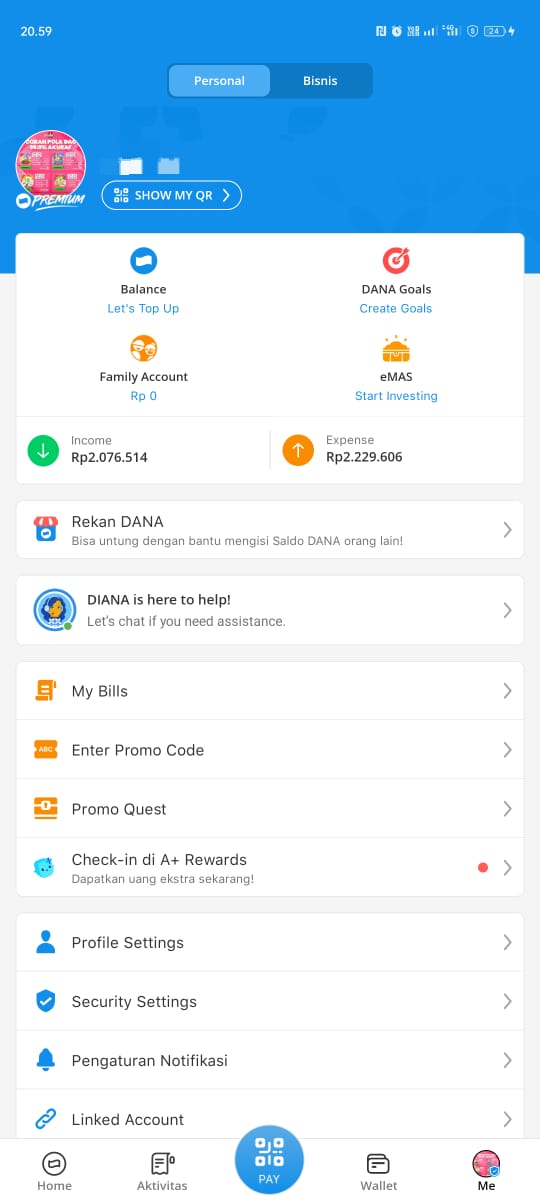 20.59
24
Personal
Bisnis
PREMIUM
SHOW MY QR
Balance
Let's Top Up
DANA Goals
Create Goals
Family Account
Rp 0
eMAS
Start Investing
Income
Rp2.076.514
Expense
Rp2.229.606
Rekan DANA
Bisa untung dengan bantu mengisi Saldo DANA orang lain!
DIANA is here to help!
Let's chat if you need assistance.
My Bills
ABC
Enter Promo Code
Promo Quest
Check-in di A+ Rewards
Dapatkan uang ekstra sekarang!
Profile Settings
Security Settings
Pengaturan Notifikasi
Linked Account
Home
Aktivitas
PAY
Wallet
Me